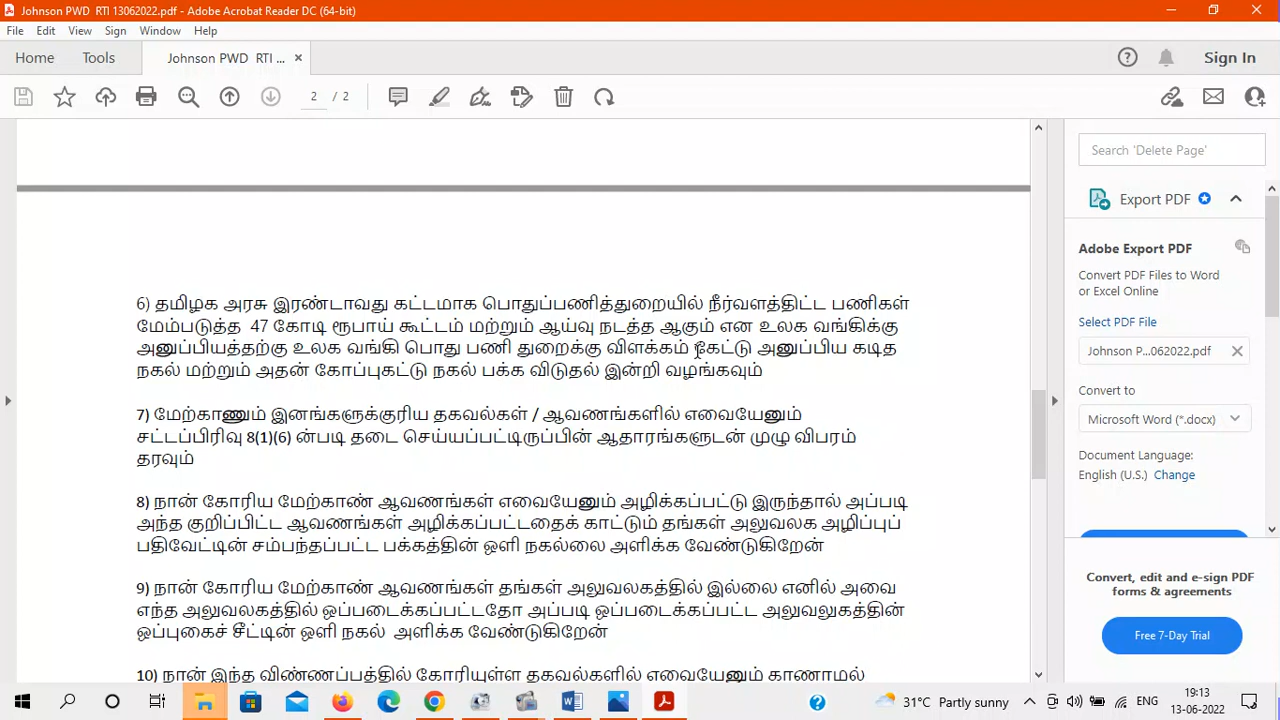 Johnson PWD  RTI 13062022.pdf - Adobe Acrobat Reader DC (64-bit)
File Edit View Sign Window Help
Home Tools Johnson PWD  RTI ... × Sign In
2 / 2
Search 'Delete Page'
Export PDF
Adobe Export PDF
Convert PDF Files to Word
or Excel Online
Select PDF File
Johnson P...062022.pdf
Convert to
Microsoft Word (*.docx)
Document Language:
English (U.S.) Change
Convert, edit and e-sign PDF
forms & agreements
Free 7-Day Trial
6) தமிழக அரசு இரண்டாவது கட்டமாக பொதுப்பணித்துறையில் நீர்வளத்திட்ட பணிகள்
மேம்படுத்த  47 கோடி ரூபாய் கூட்டம் மற்றும் ஆய்வு நடத்த ஆகும் என உலக வங்கிக்கு
அனுப்பியதற்கு உலக வங்கி பொது பணி துறைக்கு விளக்கம் கேட்டு அனுப்பிய கடித
நகல் மற்றும் அதன் கோப்புகட்டு நகல் பக்க விடுதல் இன்றி வழங்கவும்
7) மேற்காணும் இனங்களுக்குரிய தகவல்கள் / ஆவணங்களில் எவையேனும்
சட்டப்பிரிவு 8(1)(6) ன்படி தடை செய்யப்பட்டிருப்பின் ஆதாரங்களுடன் முழு விபரம்
தரவும்
8) நான் கோரிய மேற்காண் ஆவணங்கள் எவையேனும் அழிக்கப்பட்டு இருந்தால் அப்படி
அந்த குறிப்பிட்ட ஆவணங்கள் அழிக்கப்பட்டதைக் காட்டும் தங்கள் அலுவலக அழிப்புப்
பதிவேட்டின் சம்பந்தப்பட்ட பக்கத்தின் ஒளி நகல்லை அளிக்க வேண்டுகிறேன்
9) நான் கோரிய மேற்காண் ஆவணங்கள் தங்கள் அலுவலகத்தில் இல்லை எனில் அவை
எந்த அலுவலகத்தில் ஒப்படைக்கப்பட்டதோ அப்படி ஒப்படைக்கப்பட்ட அலுவலுகத்தின்
ஒப்புகைச் சீட்டின் ஒளி நகல்  அளிக்க வேண்டுகிறேன்
10) நான் இந்த விண்ணப்பத்தில் கோரியுள்ள தகவல்களில் எவையேனும் காணாமல்
31°C Partly sunny ENG 19:13
13-06-2022